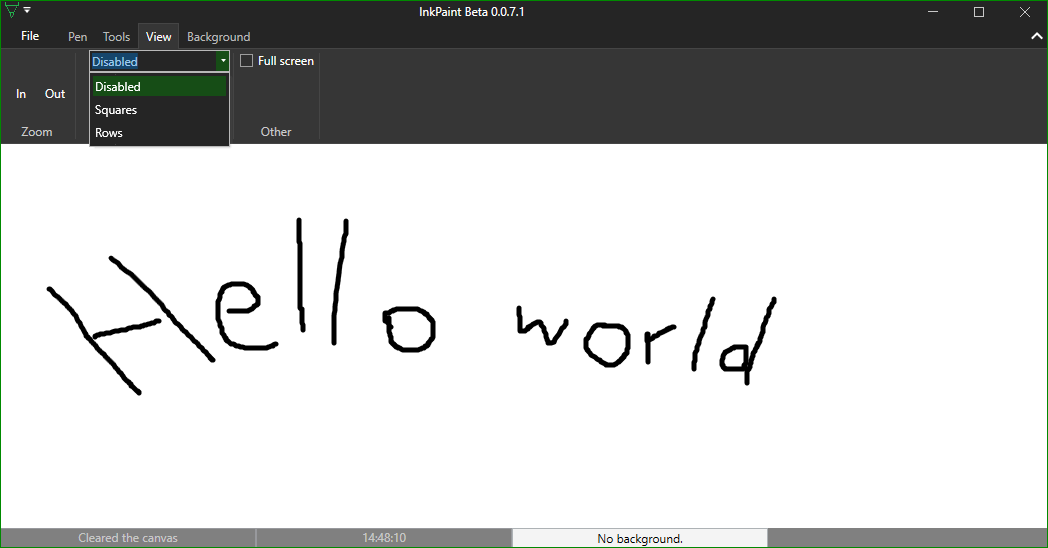 InkPaint Beta 0.0.7.1
File Pen Tools View Background
Disabled Full screen
Disabled
In Out Squares
Zoom Rows Other
Hello world
Cleared the canvas 14:48:10 No background.